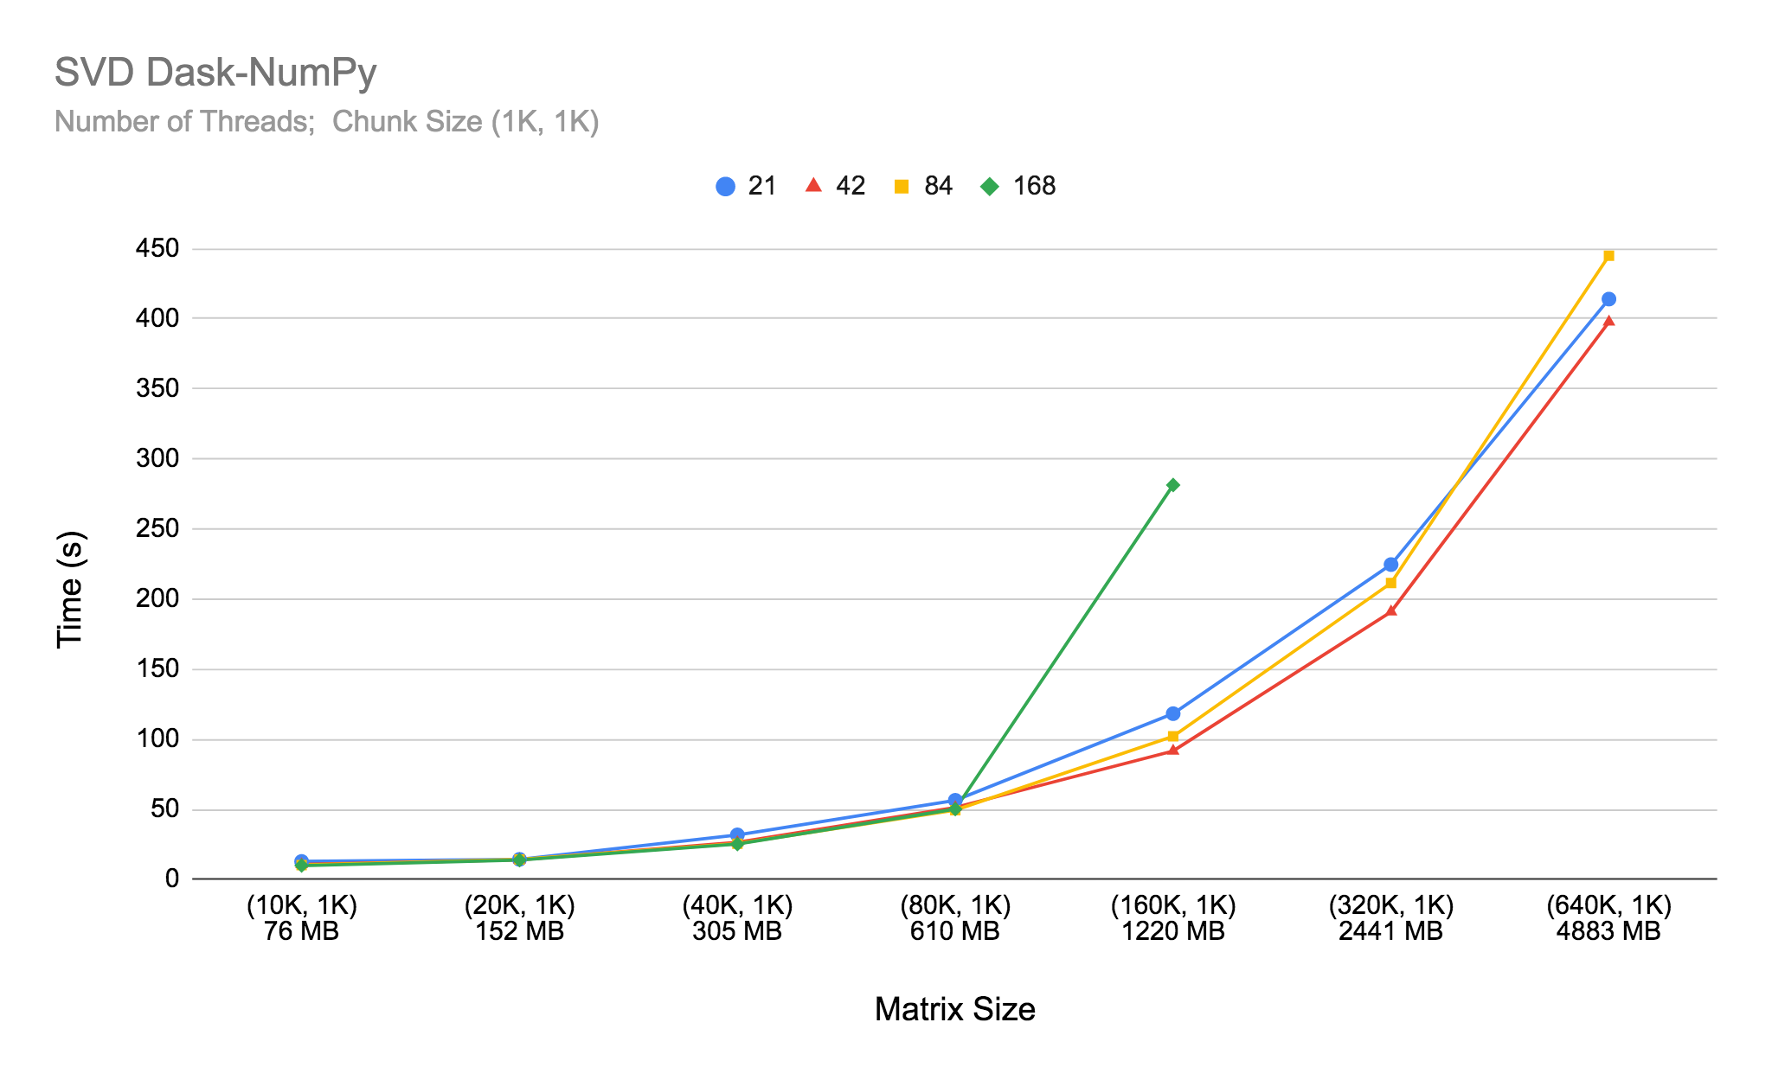 SVD Dask-NumPy
Number of Threads;  Chunk Size (1K, 1K)
21 42 84 168
450
400
350
300
250
200
150
100
50
0
Time (s)
(10K, 1K) (20K, 1K) (40K, 1K) (80K, 1K) (160K, 1K) (320K, 1K) (640K, 1K)
76 MB 152 MB 305 MB 610 MB 1220 MB 2441 MB 4883 MB
Matrix Size